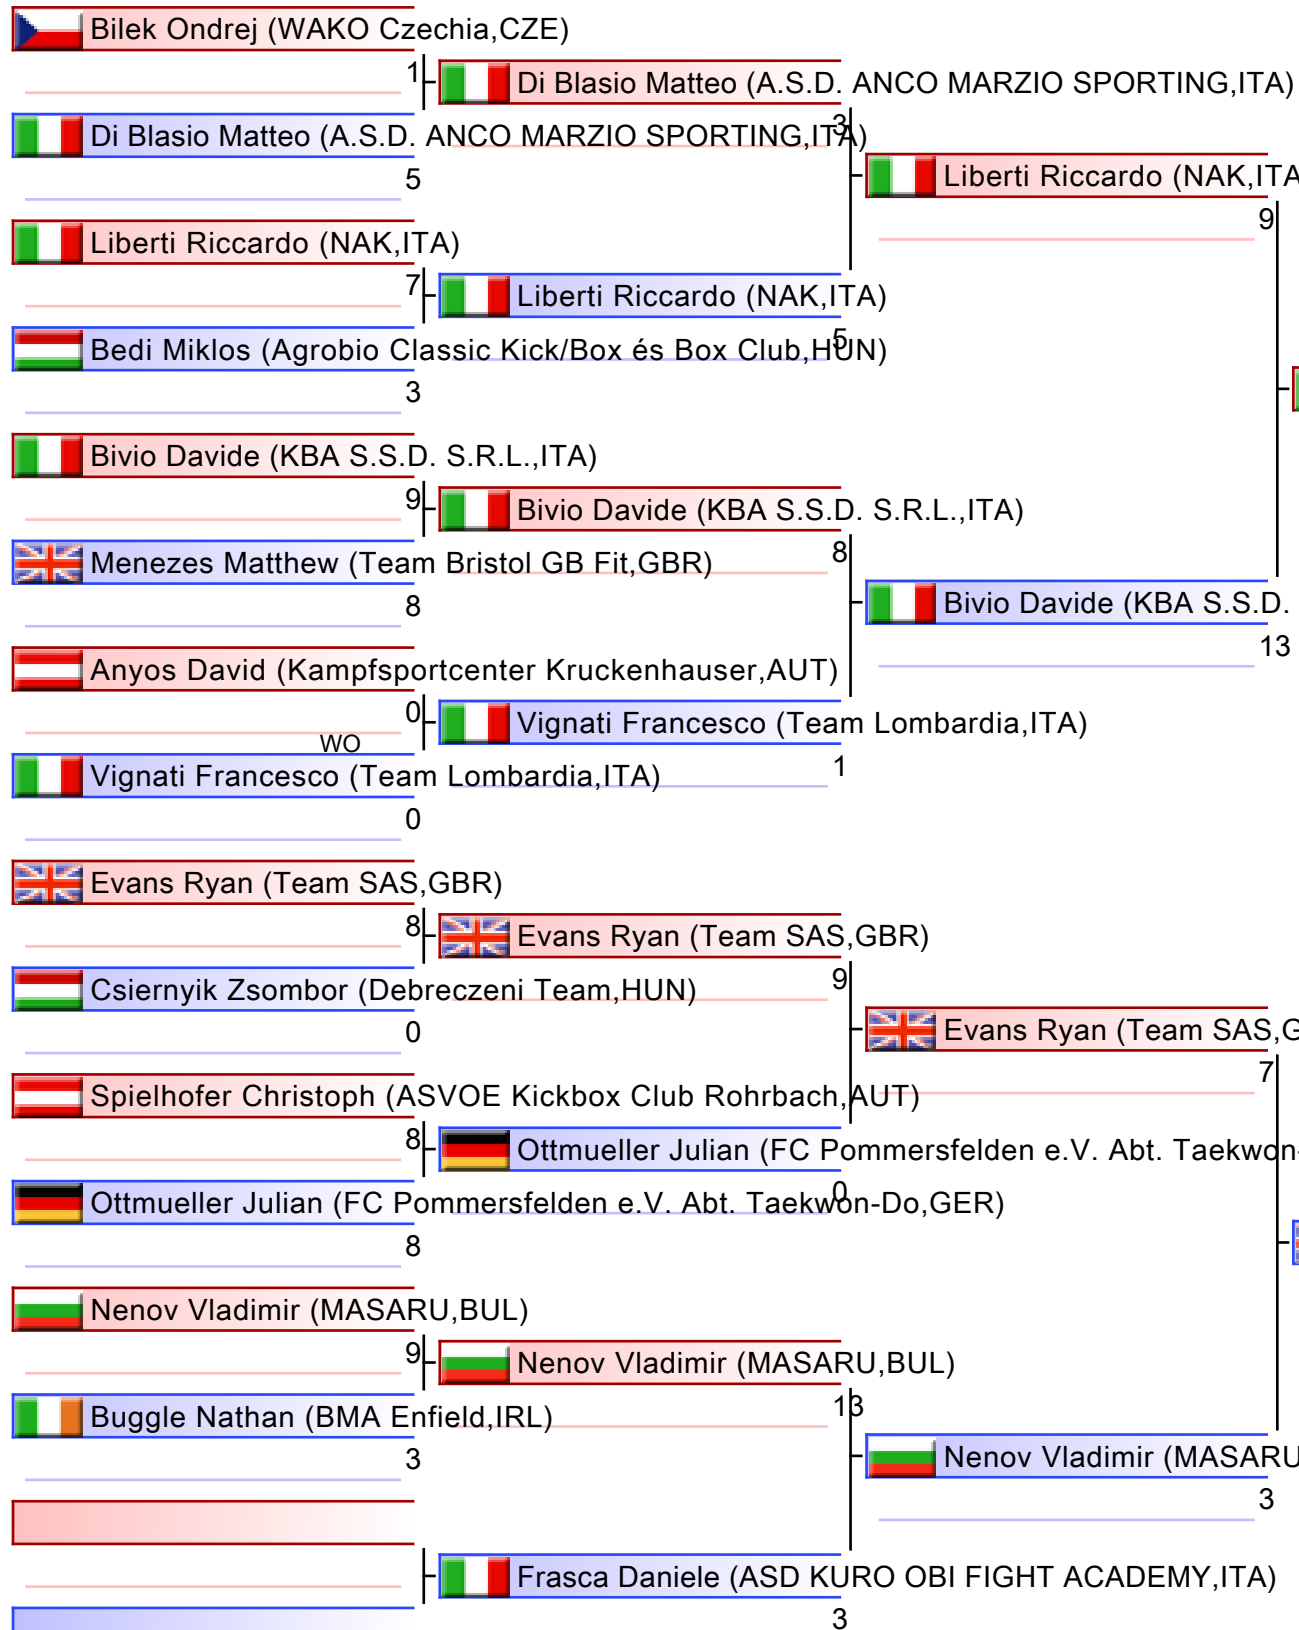 Bilek Ondrej (WAKO Czechia,CZE)
1
Di Blasio Matteo (A.S.D. ANCO MARZIO SPORTING,ITA)
3
Di Blasio Matteo (A.S.D. ANCO MARZIO SPORTING,ITA)
5
Liberti Riccardo (NAK,ITA
9
Liberti Riccardo (NAK,ITA)
7
Liberti Riccardo (NAK,ITA)
5
Bedi Miklos (Agrobio Classic Kick/Box és Box Club,HUN)
3
Bivio Davide (KBA S.S.D. S.R.L.,ITA)
9
Bivio Davide (KBA S.S.D. S.R.L.,ITA)
8
Menezes Matthew (Team Bristol GB Fit,GBR)
8
Bivio Davide (KBA S.S.D.
13
Anyos David (Kampfsportcenter Kruckenhauser,AUT)
0
WO
Vignati Francesco (Team Lombardia,ITA)
1
Vignati Francesco (Team Lombardia,ITA)
0
Evans Ryan (Team SAS,GBR)
8
Evans Ryan (Team SAS,GBR)
9
Csiernyik Zsombor (Debreczeni Team,HUN)
0
Evans Ryan (Team SAS,G
7
Spielhofer Christoph (ASVOE Kickbox Club Rohrbach,AUT)
8
Ottmueller Julian (FC Pommersfelden e.V. Abt. Taekwon-
0
Ottmueller Julian (FC Pommersfelden e.V. Abt. Taekwon-Do,GER)
8
Nenov Vladimir (MASARU,BUL)
9
Nenov Vladimir (MASARU,BUL)
13
Buggle Nathan (BMA Enfield,IRL)
3
Nenov Vladimir (MASARU
3
Frasca Daniele (ASD KURO OBI FIGHT ACADEMY,ITA)
3